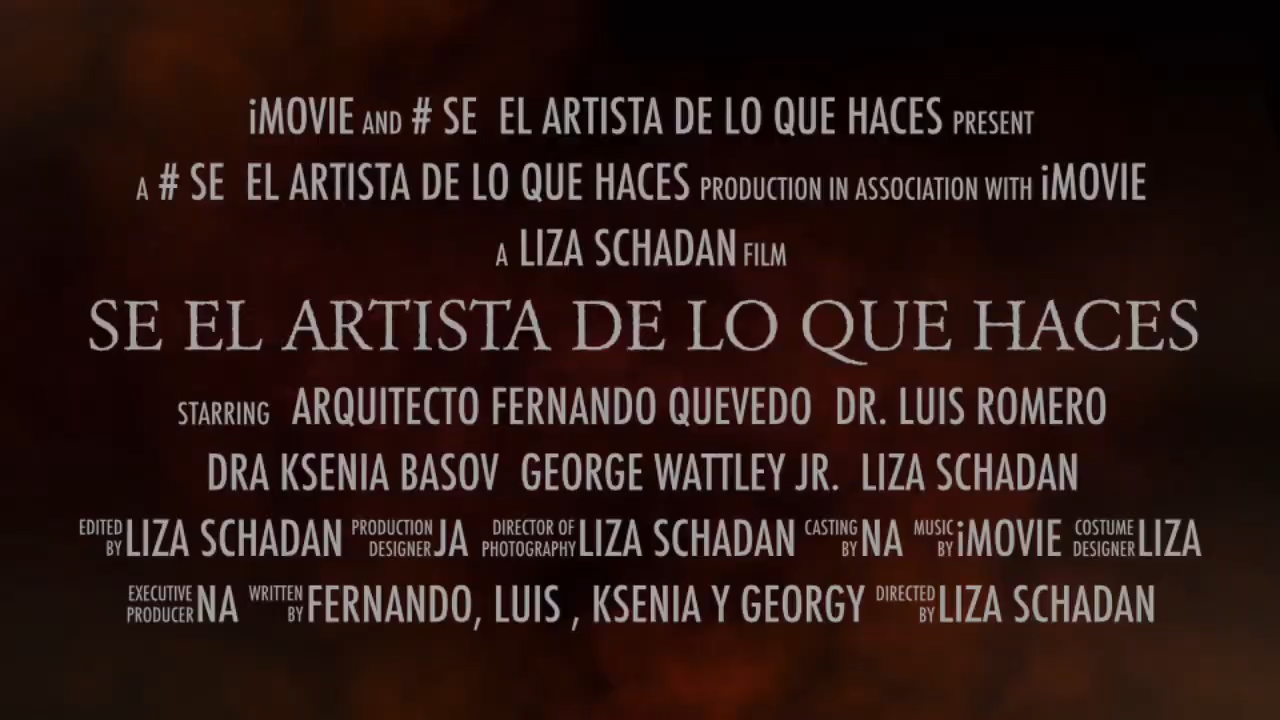 iMOVIE AND # SE EL ARTISTA DE LO QUE HACES PRESENT
A # SE EL ARTISTA DE LO QUE HACES PRODUCTION IN ASSOCIATION WITH iMOVIE
A LIZA SCHADAN FILM
SE EL ARTISTA DE LO QUE HACES
STARRING ARQUITECTO FERNANDO QUEVEDO DR. LUIS ROMERO
DRA KSENIA BASOV GEORGE WATTLEY JR. LIZA SCHADAN
EDITED BY LIZA SCHADAN PRODUCTION DESIGNER JA DIRECTOR OF PHOTOGRAPHY LIZA SCHADAN CASTING BY NA MUSIC BY iMOVIE COSTUME DESIGNER LIZA
EXECUTIVE PRODUCER NA WRITTEN BY FERNANDO, LUIS , KSENIA Y GEORGY DIRECTED BY LIZA SCHADAN